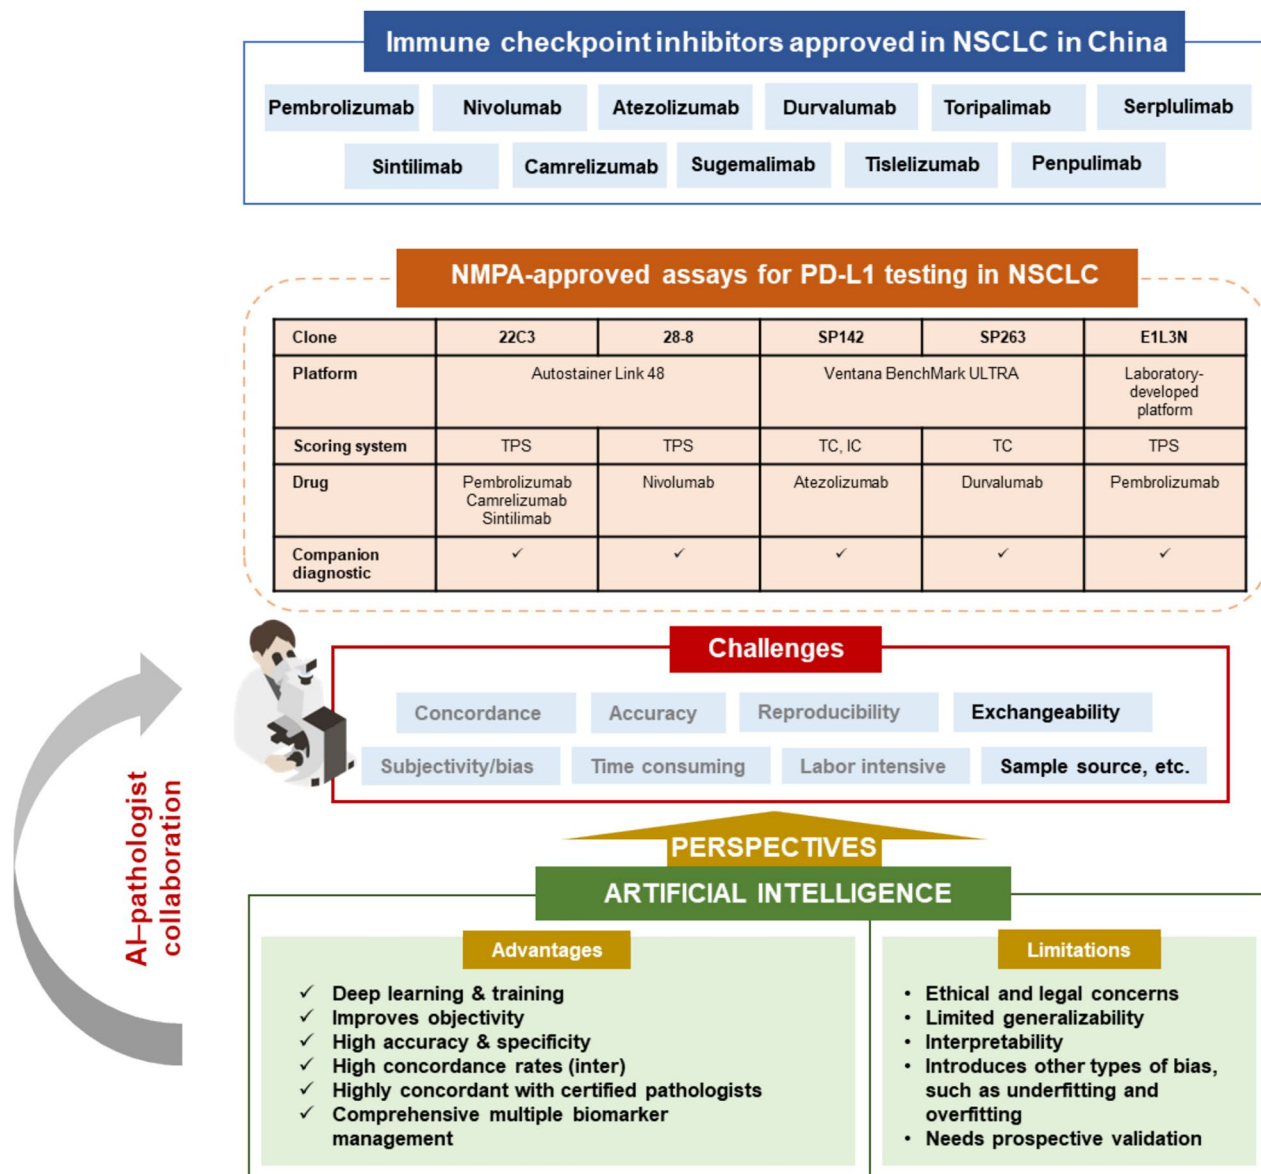 Immune checkpoint inhibitors approved in NSCLC in China
Pembrolizumab Nivolumab Atezolizumab Durvalumab Toripalimab Serplulimab
Sintilimab Camrelizumab Sugemalimab Tislelizumab Penpulimab
NMPA-approved assays for PD-L1 testing in NSCLC
Clone 22C3 28-8 SP142 SP263 E1L3N
Platform Autostainer Link 48 Ventana BenchMark ULTRA Laboratory-
developed
platform
Scoring system TPS TPS TC, IC TC TPS
Drug Pembrolizumab Nivolumab Atezolizumab Durvalumab Pembrolizumab
Camrelizumab
Sintilimab
Companion ✓ ✓ ✓ ✓ ✓
diagnostic
Challenges
Concordance Accuracy Reproducibility Exchangeability
Subjectivity/bias Time consuming Labor intensive Sample source, etc.
AI–pathologist
collaboration
PERSPECTIVES
ARTIFICIAL INTELLIGENCE
Advantages
✓ Deep learning & training
✓ Improves objectivity
✓ High accuracy & specificity
✓ High concordance rates (inter)
✓ Highly concordant with certified pathologists
✓ Comprehensive multiple biomarker
management
Limitations
• Ethical and legal concerns
• Limited generalizability
• Interpretability
• Introduces other types of bias,
such as underfitting and
overfitting
• Needs prospective validation